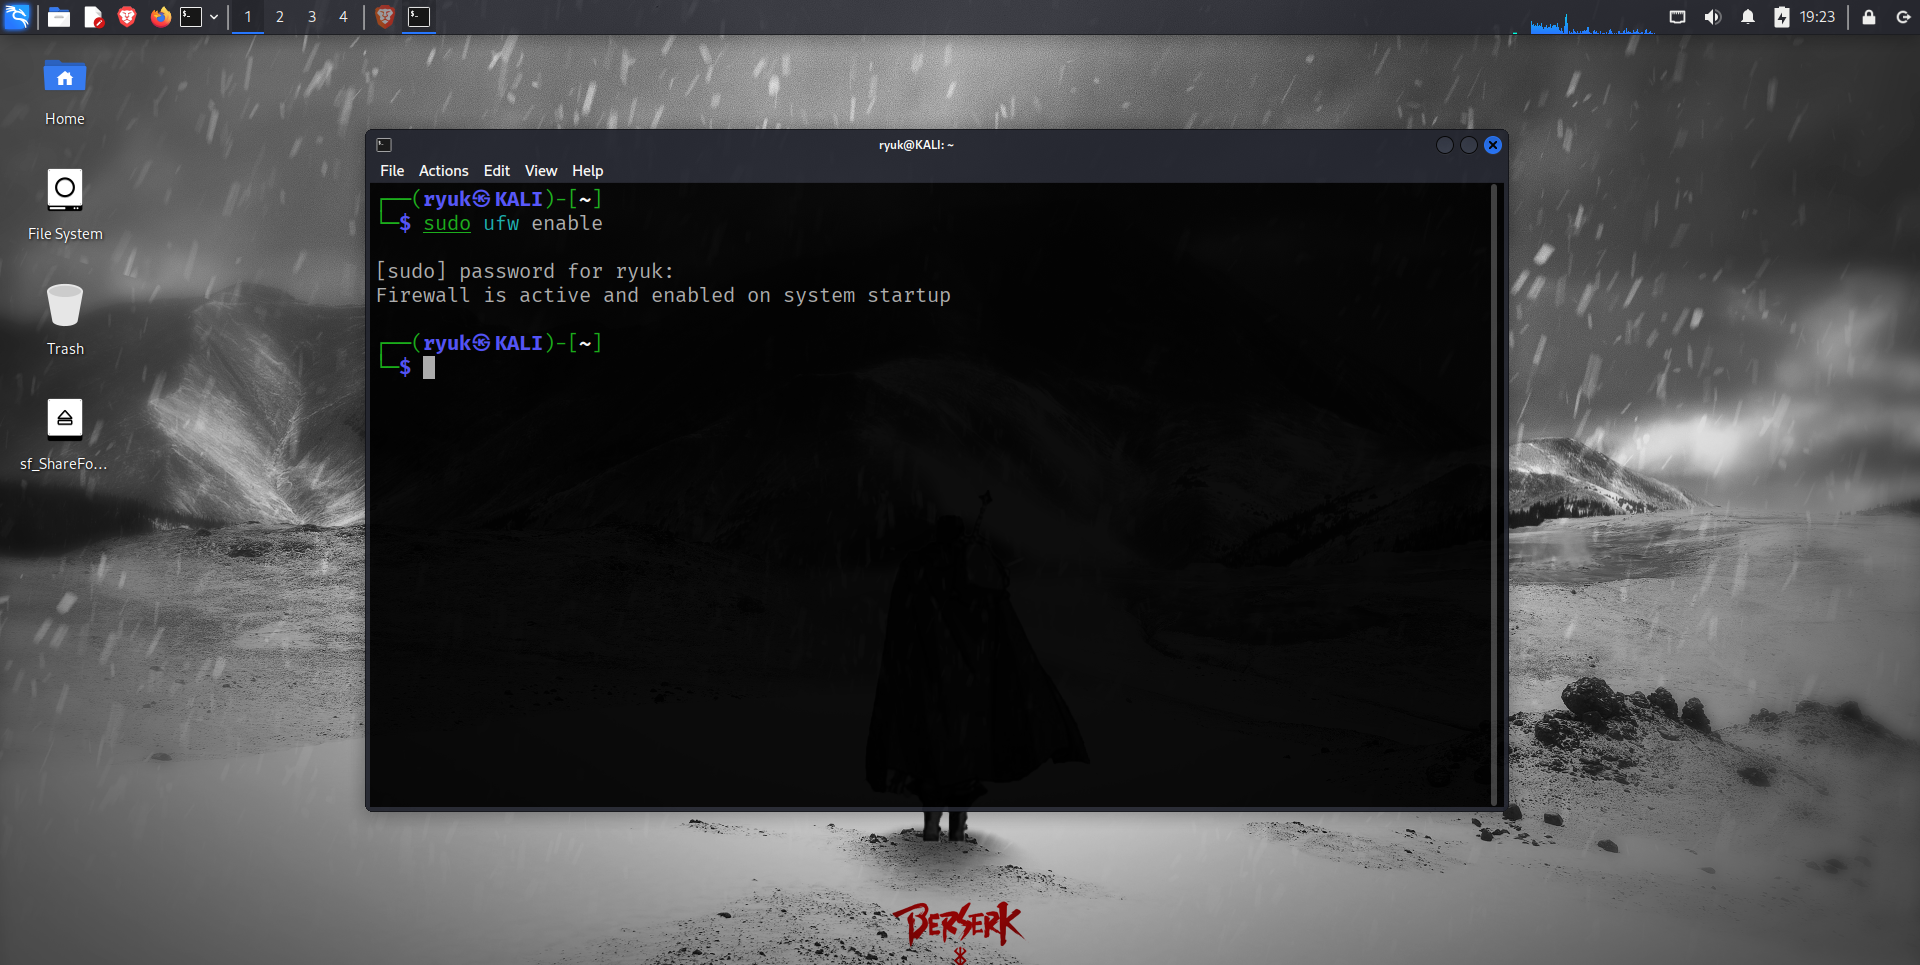 1 2 3 4
19:23
Home
File System
Trash
sf_ShareFo...
ryuk@KALI: ~
File Actions Edit View Help
┌──(ryuk㉿KALI)-[~]
└─$ sudo ufw enable
[sudo] password for ryuk:
Firewall is active and enabled on system startup
┌──(ryuk㉿KALI)-[~]
└─$
BERSERK